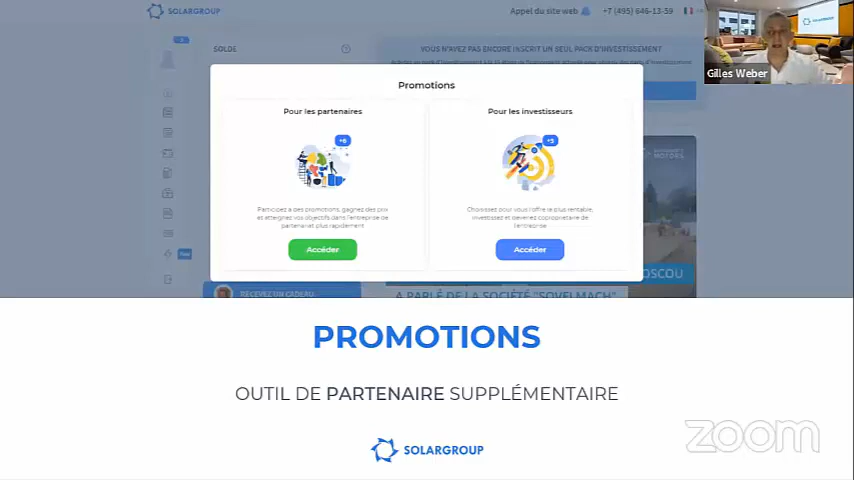 SOLARGROUP
Appel du site web
+7 (495) 646-13-59
SOLDE
VOUS N'AVEZ PAS ENCORE INSCRIT UN SEUL PACK D'INVESTISSEMENT
Gilles Weber
Promotions
Pour les partenaires
Pour les investisseurs
+6
+3
Participez à des promotions, gagnez des prix
et atteignez vos objectifs dans l'entreprise de
partenariat plus rapidement
Choisissez pour vous l'offre la plus rentable,
investissez et devenez copropriétaire de
l'entreprise
Accéder
Accéder
MOTORS
OSCOU
RECEVEZ UN CADEAU
A PARLÉ DE LA SOCIÉTÉ "SOVELMACH"
PROMOTIONS
OUTIL DE PARTENAIRE SUPPLÉMENTAIRE
SOLARGROUP
zoom